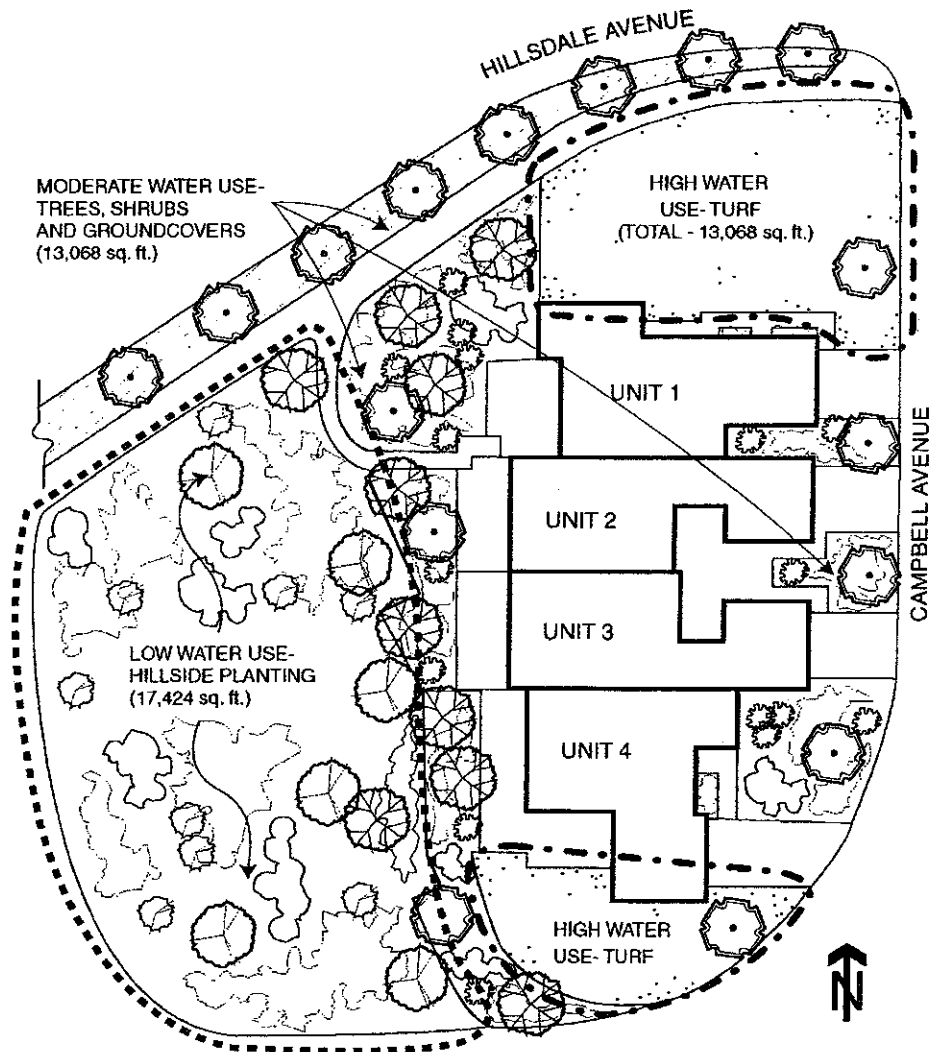 HILLSDALE AVENUE
MODERATE WATER USE-
TREES, SHRUBS
AND GROUNDCOVERS
(13,068 sq. ft.)
HIGH WATER
USE- TURF
(TOTAL - 13,068 sq. ft.)
UNIT 1
CAMPBELL AVENUE
UNIT 2
UNIT 3
LOW WATER USE-
HILLSIDE PLANTING
(17,424 sq. ft.)
UNIT 4
HIGH WATER
USE- TURF
N